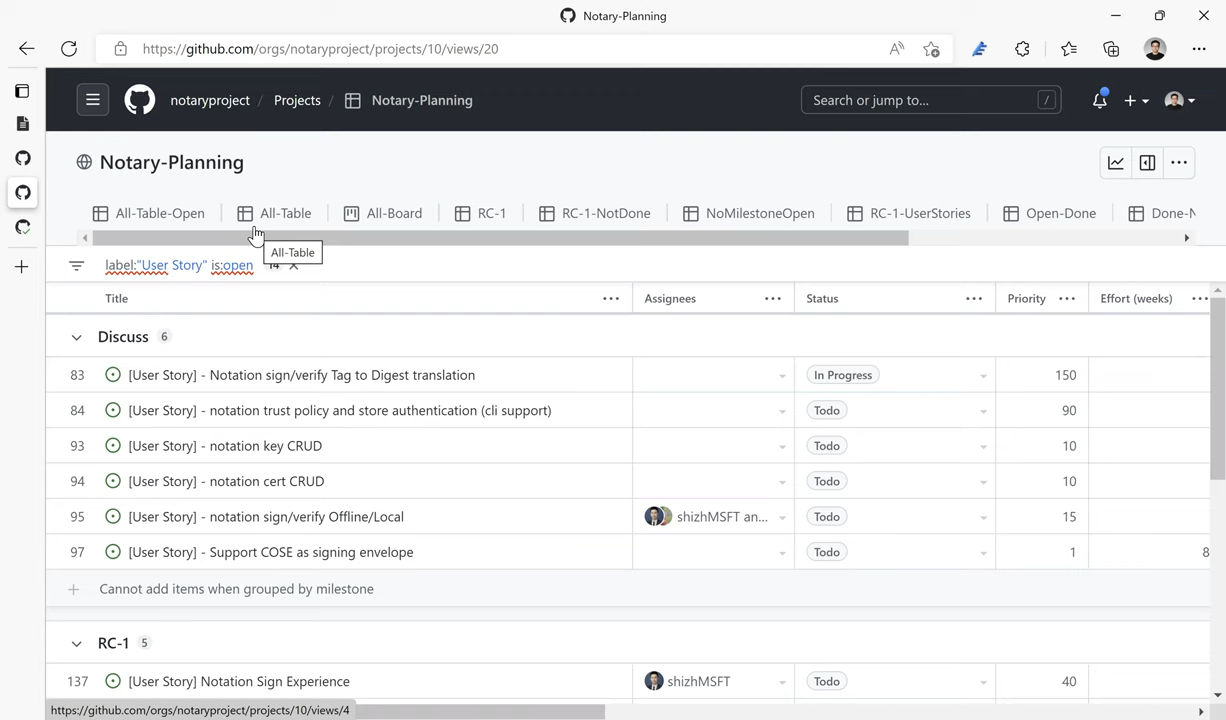 Notary-Planning
https://github.com/orgs/notaryproject/projects/10/views/20
notaryproject / Projects / Notary-Planning
Search or jump to... /
Notary-Planning
All-Table-Open All-Table All-Board RC-1 RC-1-NotDone NoMilestoneOpen RC-1-UserStories Open-Done Done-N
All-Table
label:"User Story" is:open 14
Title Assignees Status Priority Effort (weeks)
Discuss 6
83 [User Story] - Notation sign/verify Tag to Digest translation In Progress 150
84 [User Story] - notation trust policy and store authentication (cli support) Todo 90
93 [User Story] - notation key CRUD Todo 10
94 [User Story] - notation cert CRUD Todo 10
95 [User Story] - notation sign/verify Offline/Local shizhMSFT an... Todo 15
97 [User Story] - Support COSE as signing envelope Todo 1 8
Cannot add items when grouped by milestone
RC-1 5
137 [User Story] Notation Sign Experience shizhMSFT Todo 40
https://github.com/orgs/notaryproject/projects/10/views/4